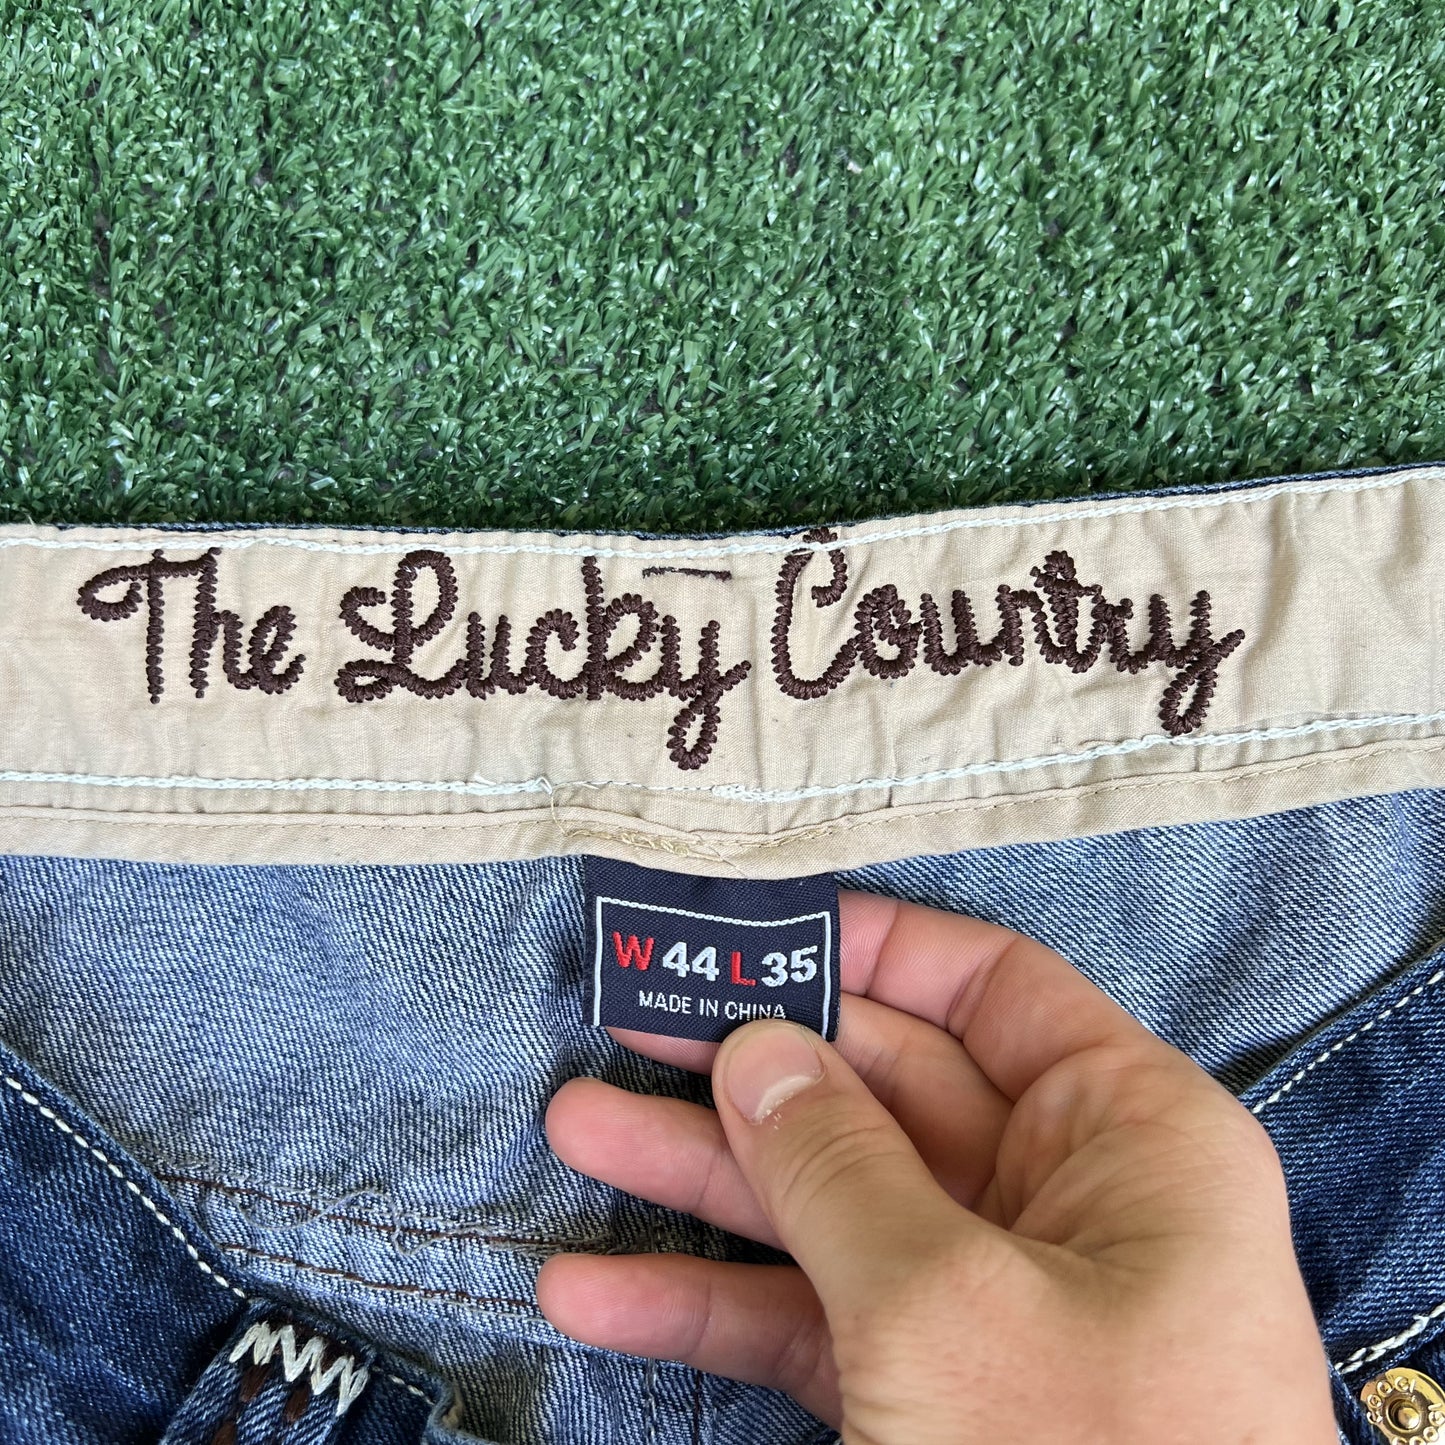 The Lucky Country
W 44 L 35
MADE IN CHINA